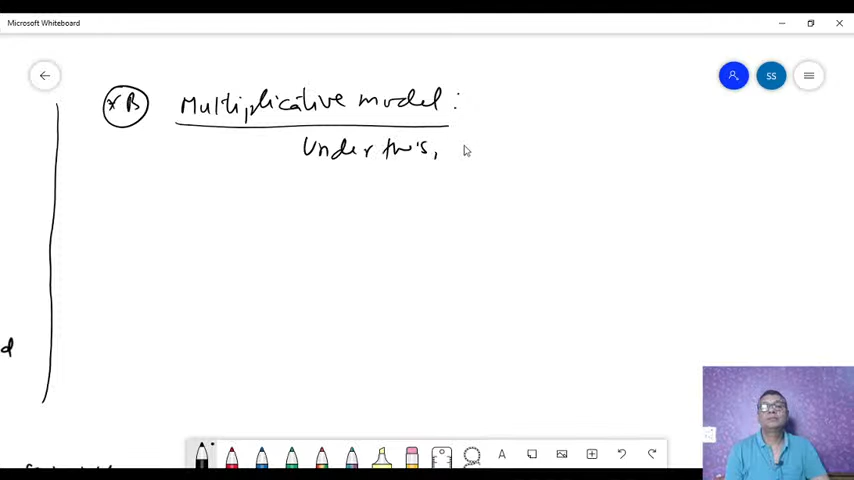 Microsoft Whiteboard
SS
*B Multiplicative model :
Under this,
d
A